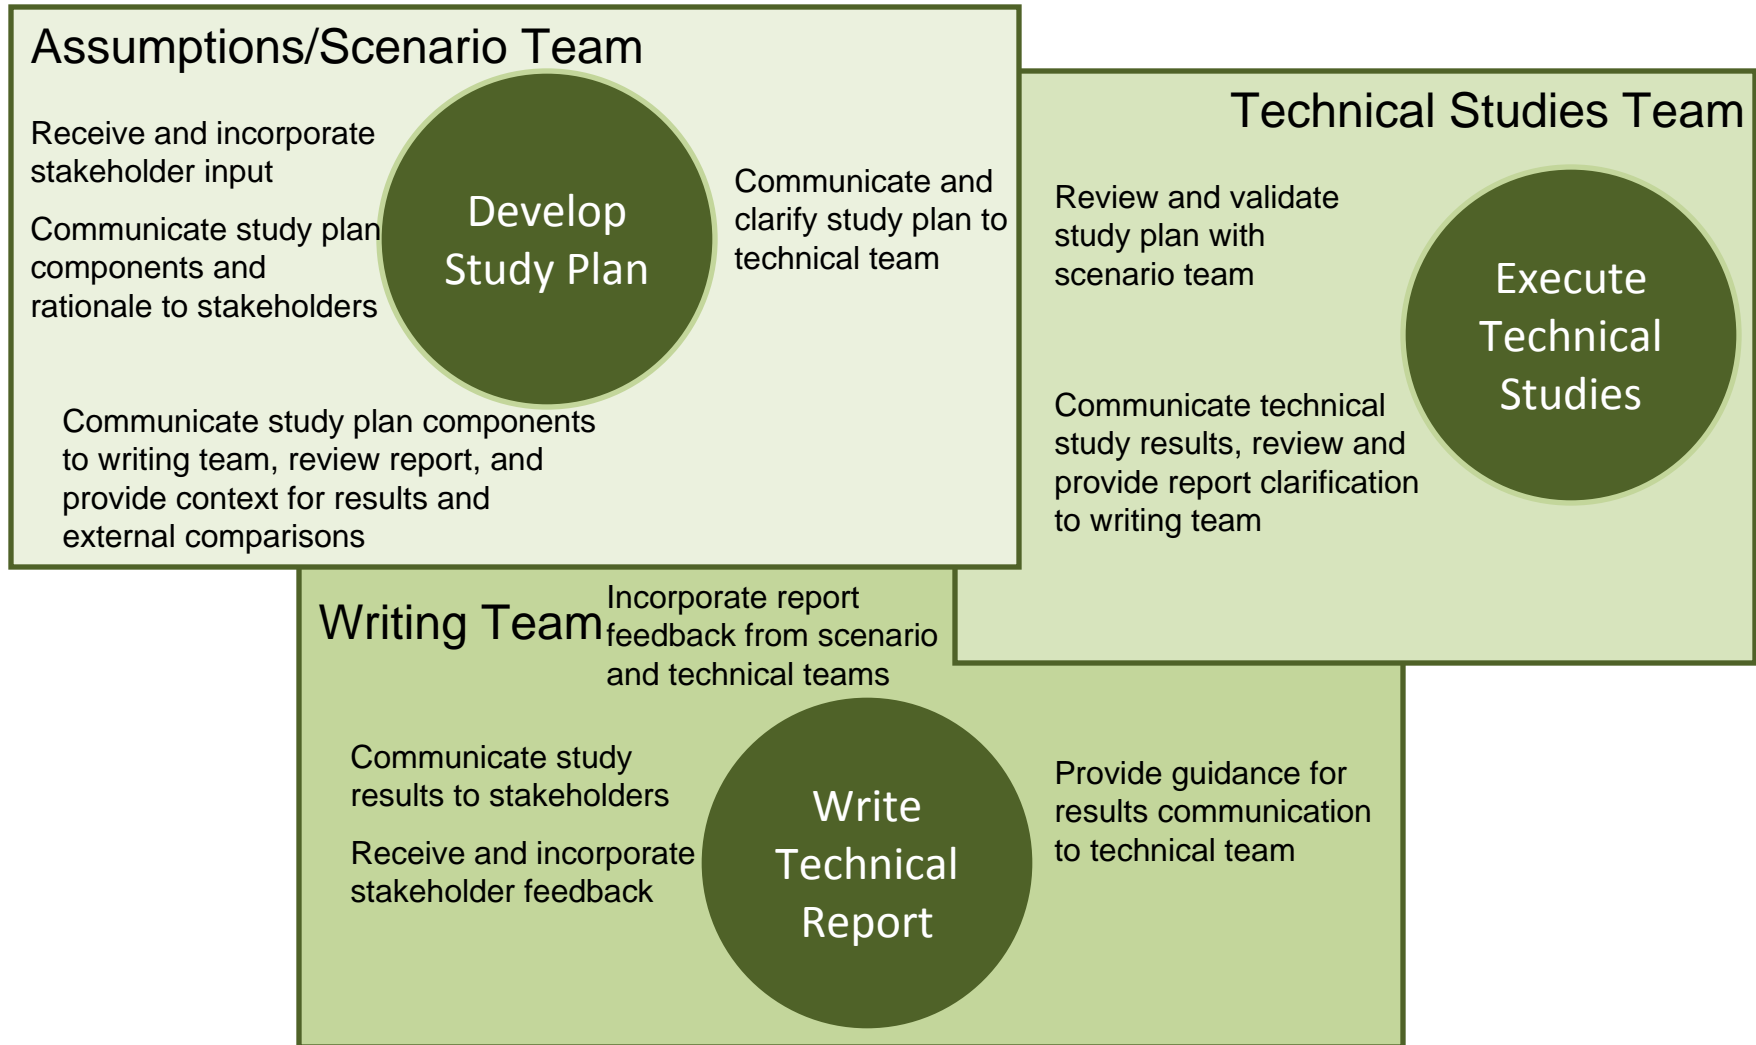 Assumptions/Scenario Team
Receive and incorporate
stakeholder input
Communicate study plan
components and
rationale to stakeholders
Develop
Study Plan
Communicate and
clarify study plan to
technical team
Communicate study plan components
to writing team, review report, and
provide context for results and
external comparisons
Technical Studies Team
Review and validate
study plan with
scenario team
Communicate technical
study results, review and
provide report clarification
to writing team
Execute
Technical
Studies
Writing Team
Incorporate report
feedback from scenario
and technical teams
Communicate study
results to stakeholders
Receive and incorporate
stakeholder feedback
Write
Technical
Report
Provide guidance for
results communication
to technical team